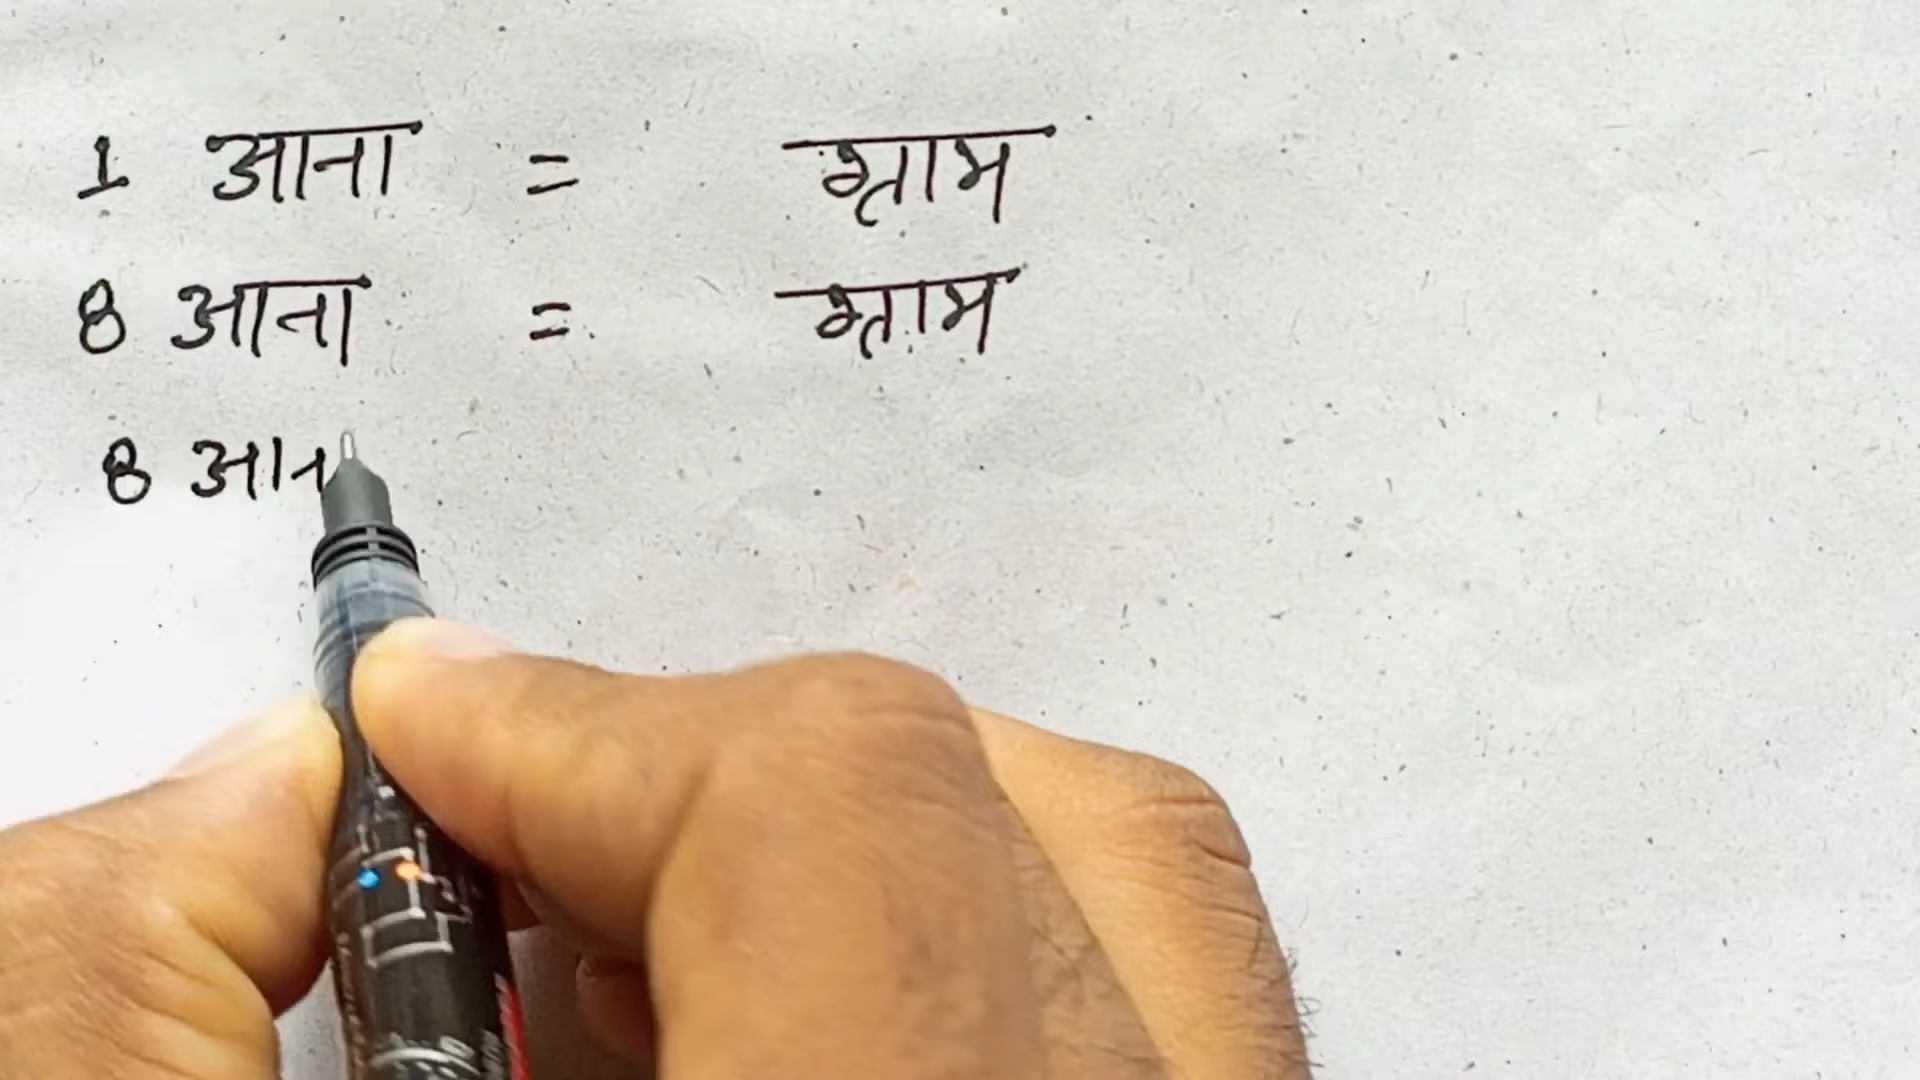 1 आना = ग्राम
8 आना = ग्राम
8 आन